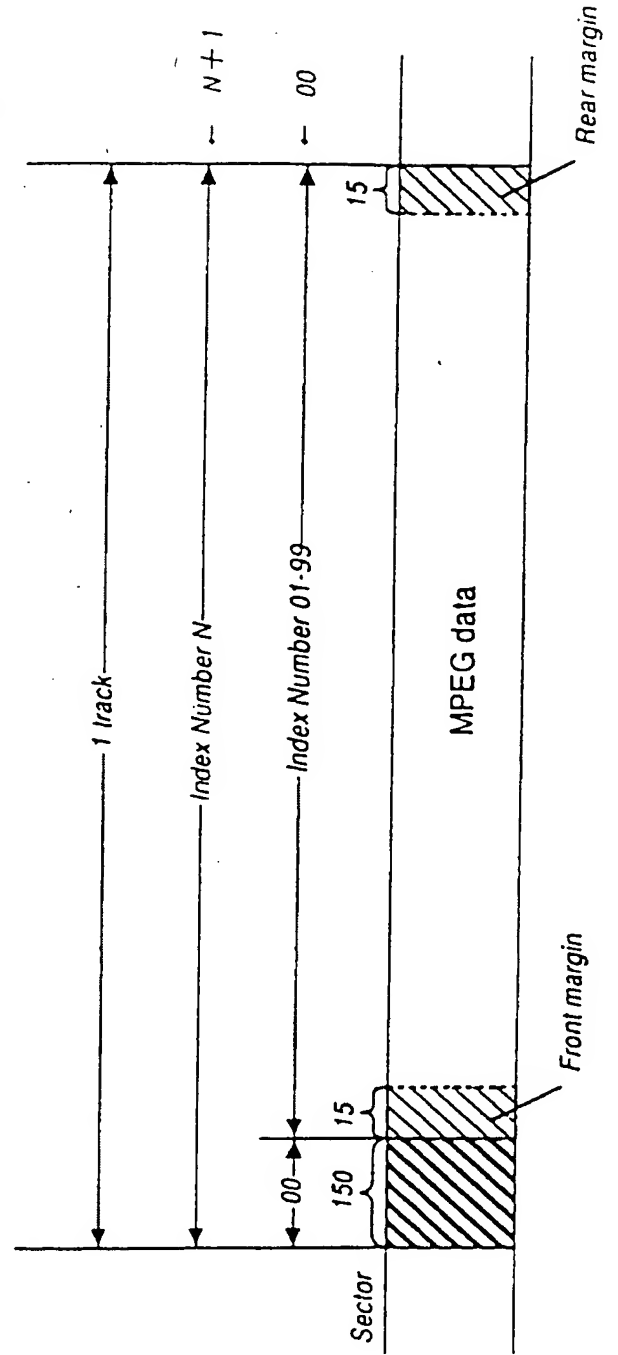 1 track
Index Number N
← N + 1
00
Index Number 01-99
← 00
Sector
150
15
15
MPEG data
Front margin
Rear margin